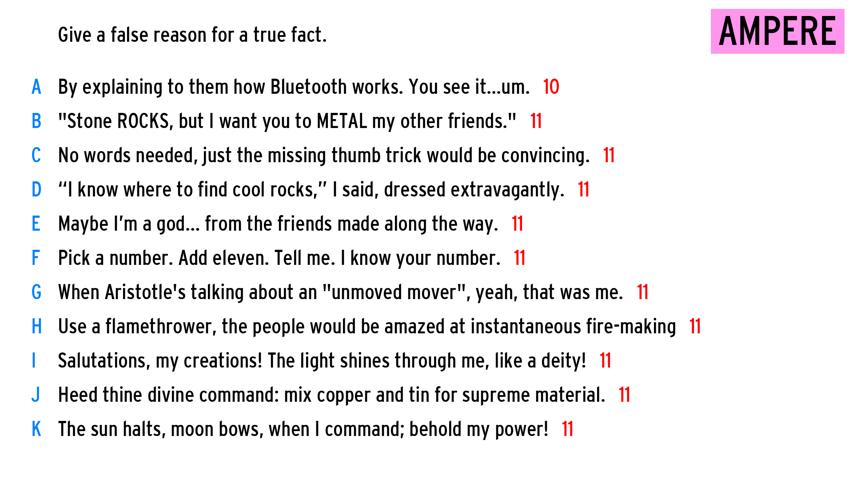 Give a false reason for a true fact.
AMPERE
A By explaining to them how Bluetooth works. You see it...um. 10
B "Stone ROCKS, but I want you to METAL my other friends." 11
C No words needed, just the missing thumb trick would be convincing. 11
D “I know where to find cool rocks,” I said, dressed extravagantly. 11
E Maybe I’m a god... from the friends made along the way. 11
F Pick a number. Add eleven. Tell me. I know your number. 11
G When Aristotle's talking about an "unmoved mover", yeah, that was me. 11
H Use a flamethrower, the people would be amazed at instantaneous fire-making 11
I Salutations, my creations! The light shines through me, like a deity! 11
J Heed thine divine command: mix copper and tin for supreme material. 11
K The sun halts, moon bows, when I command; behold my power! 11